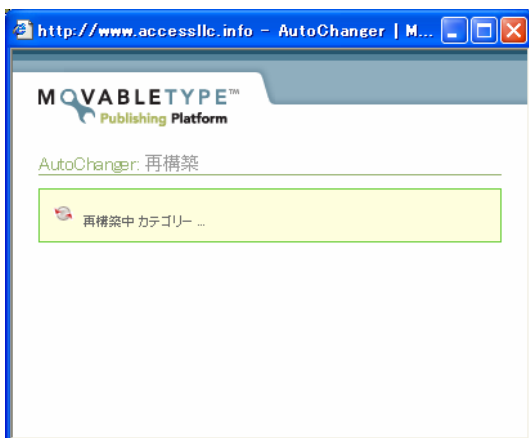 http://www.accessllc.info - AutoChanger | M...
MOVABLETYPE™
Publishing Platform
AutoChanger: 再構築
再構築中 カテゴリー ...